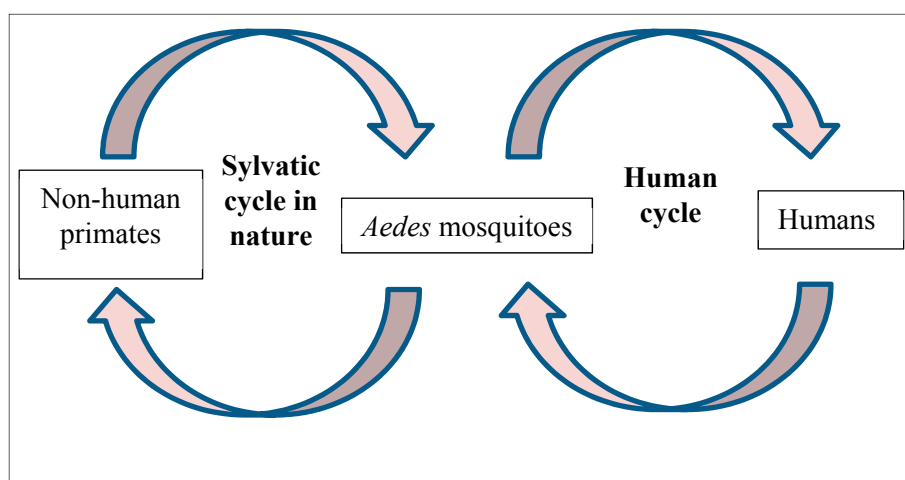 Non-human
primates
Sylvatic
cycle in
nature
Aedes mosquitoes
Human
cycle
Humans